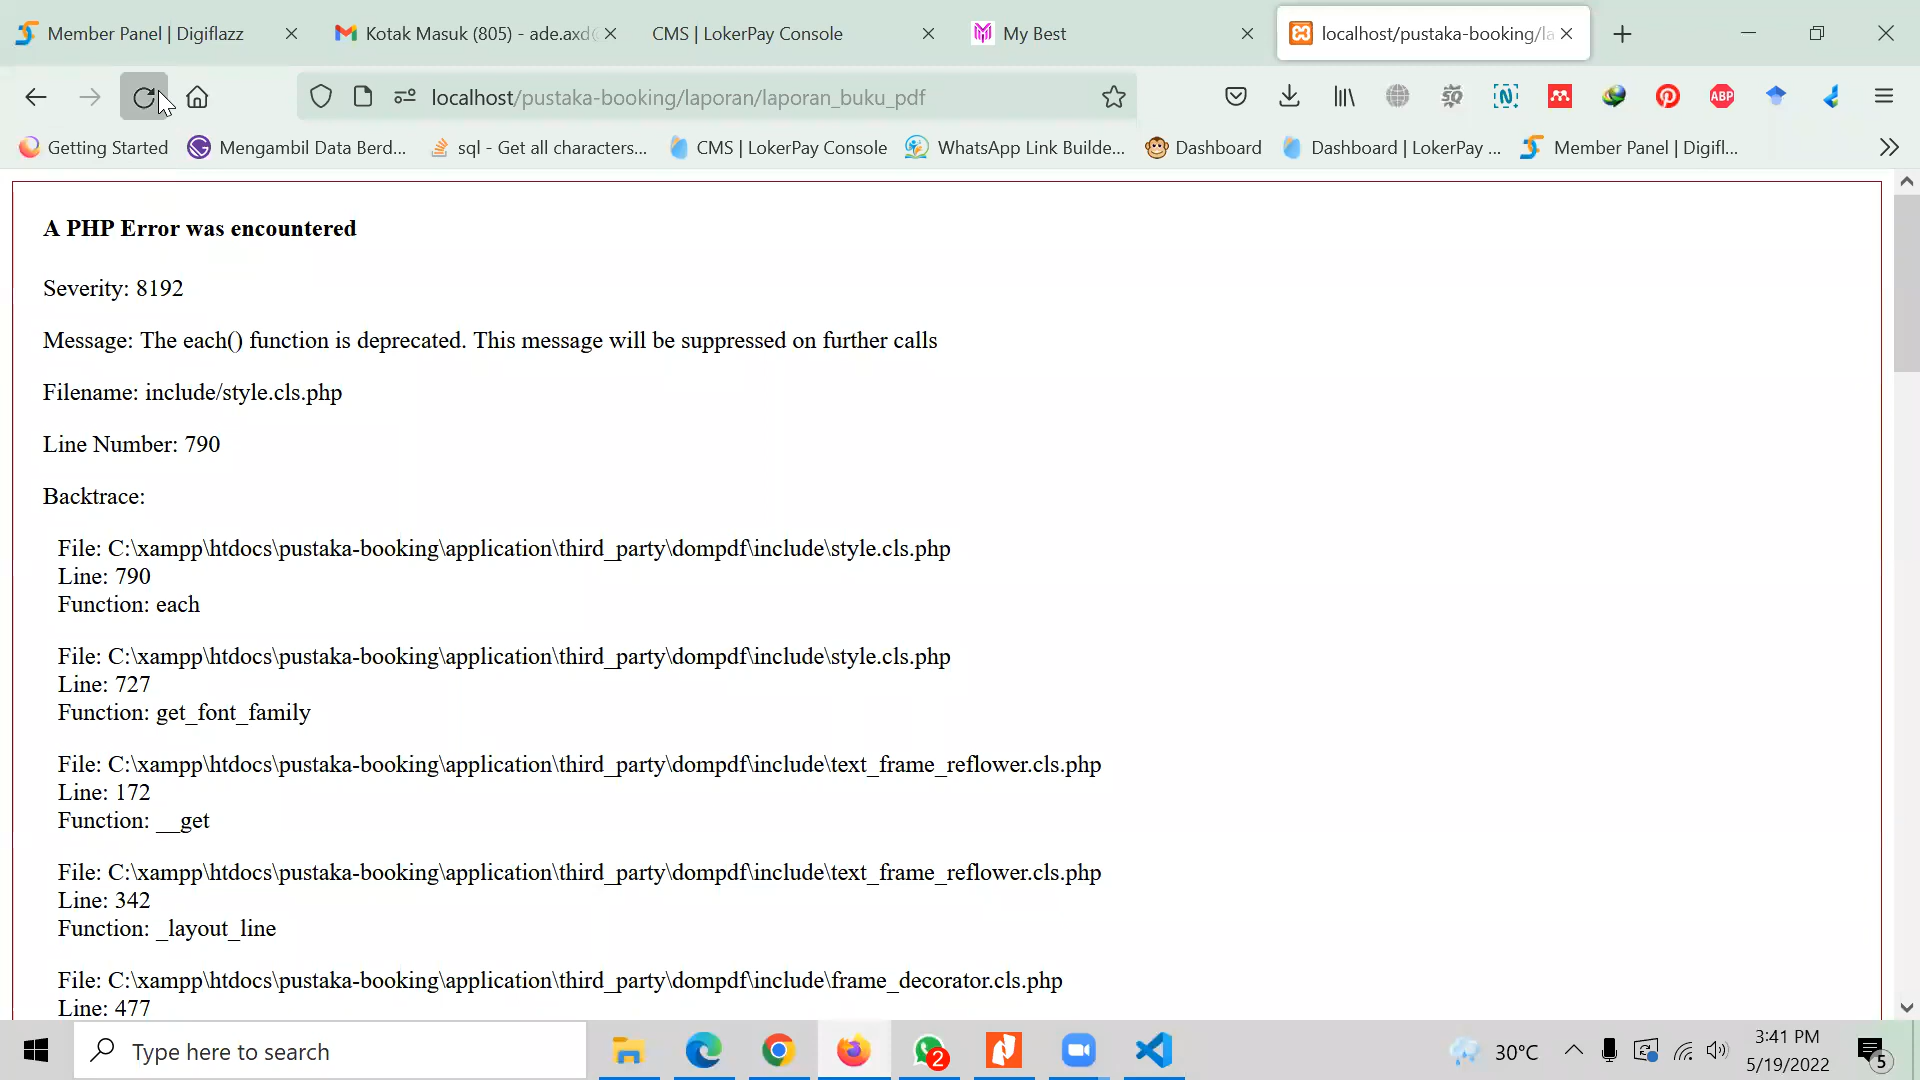 Member Panel | Digiflazz
Kotak Masuk (805) - ade.axd@
CMS | LokerPay Console
My Best
localhost/pustaka-booking/la
localhost/pustaka-booking/laporan/laporan_buku_pdf
Getting Started
Mengambil Data Berd...
sql - Get all characters...
CMS | LokerPay Console
WhatsApp Link Builde...
Dashboard
Dashboard | LokerPay ...
Member Panel | Digifl...
ABP
A PHP Error was encountered
Severity: 8192
Message: The each() function is deprecated. This message will be suppressed on further calls
Filename: include/style.cls.php
Line Number: 790
Backtrace:
File: C:\xampp\htdocs\pustaka-booking\application\third_party\dompdf\include\style.cls.php
Line: 790
Function: each
File: C:\xampp\htdocs\pustaka-booking\application\third_party\dompdf\include\style.cls.php
Line: 727
Function: get_font_family
File: C:\xampp\htdocs\pustaka-booking\application\third_party\dompdf\include\text_frame_reflower.cls.php
Line: 172
Function: __get
File: C:\xampp\htdocs\pustaka-booking\application\third_party\dompdf\include\text_frame_reflower.cls.php
Line: 342
Function: _layout_line
File: C:\xampp\htdocs\pustaka-booking\application\third_party\dompdf\include\frame_decorator.cls.php
Line: 477
Type here to search
2
30°C
3:41 PM
5/19/2022
5